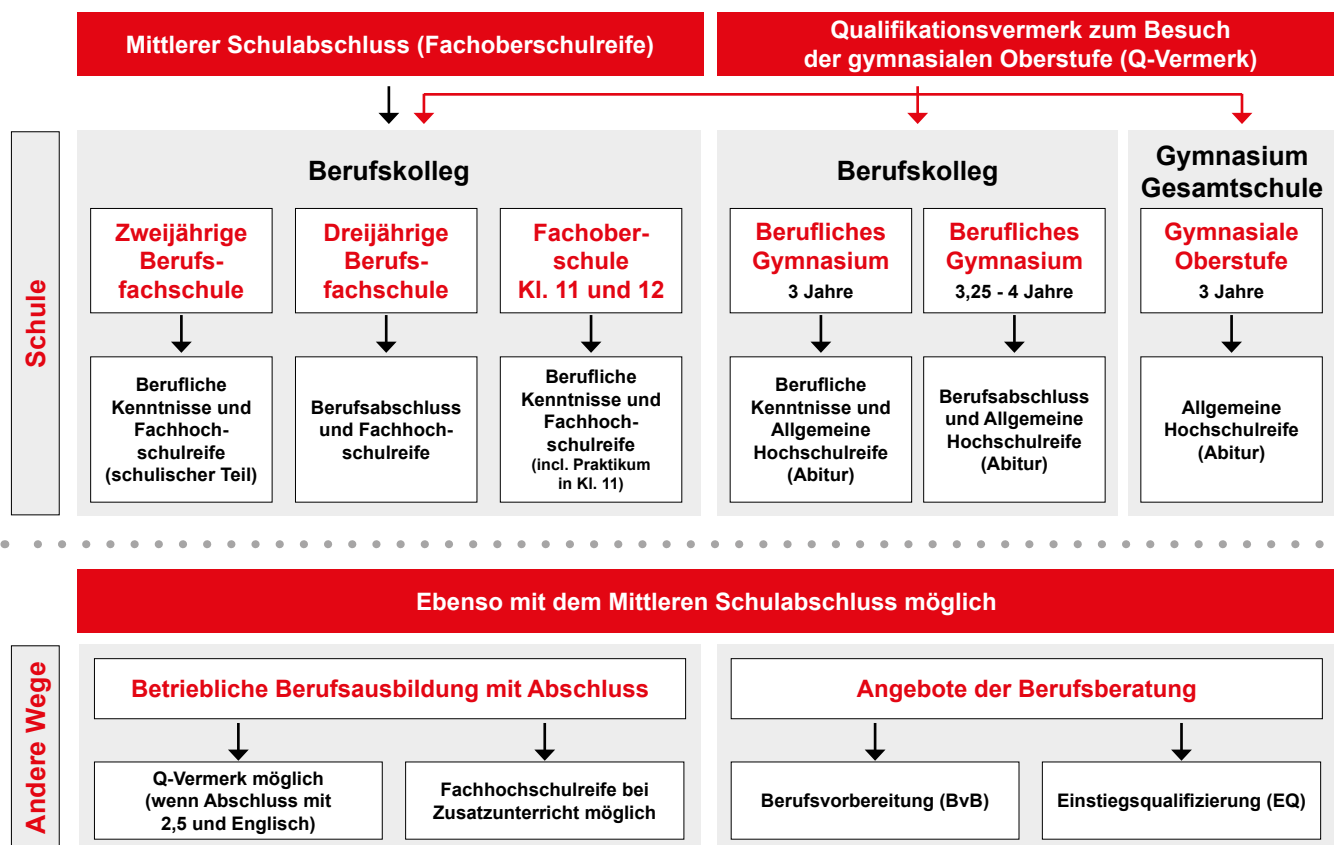 Mittlerer Schulabschluss (Fachoberschulreife)
Qualifikationsvermerk zum Besuch
der gymnasialen Oberstufe (Q-Vermerk)
Schule
Berufskolleg
Zweijährige
Berufs-
fachschule
Dreijährige
Berufs-
fachschule
Fachober-
schule
Kl. 11 und 12
Berufliche
Kenntnisse und
Fachhoch-
schulreife
(schulischer Teil)
Berufsabschluss
und Fachhoch-
schulreife
Berufliche
Kenntnisse und
Fachhoch-
schulreife
(incl. Praktikum
in Kl. 11)
Berufskolleg
Berufliches
Gymnasium
3 Jahre
Berufliches
Gymnasium
3,25 - 4 Jahre
Berufliche
Kenntnisse und
Allgemeine
Hochschulreife
(Abitur)
Berufsabschluss
und Allgemeine
Hochschulreife
(Abitur)
Gymnasium
Gesamtschule
Gymnasiale
Oberstufe
3 Jahre
Allgemeine
Hochschulreife
(Abitur)
Ebenso mit dem Mittleren Schulabschluss möglich
Andere Wege
Betriebliche Berufsausbildung mit Abschluss
Q-Vermerk möglich
(wenn Abschluss mit
2,5 und Englisch)
Fachhochschulreife bei
Zusatzunterricht möglich
Angebote der Berufsberatung
Berufsvorbereitung (BvB)
Einstiegsqualifizierung (EQ)